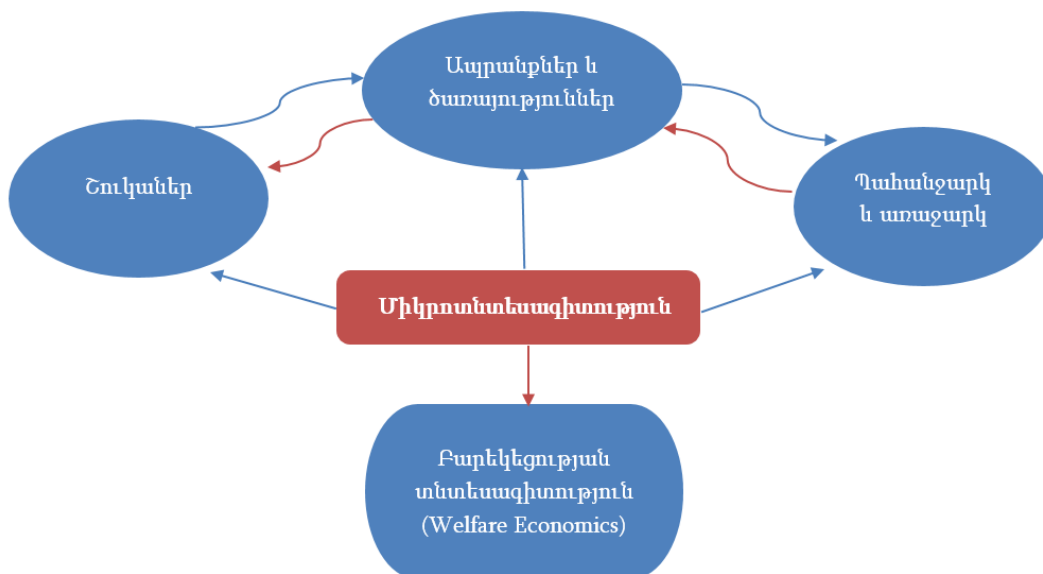 Ապրանքներ և
ծառայություններ
Շուկաներ
Պահանջարկ
և առաջարկ
Միկրոտնտեսագիտություն
Բարեկեցության
տնտեսագիտություն
(Welfare Economics)